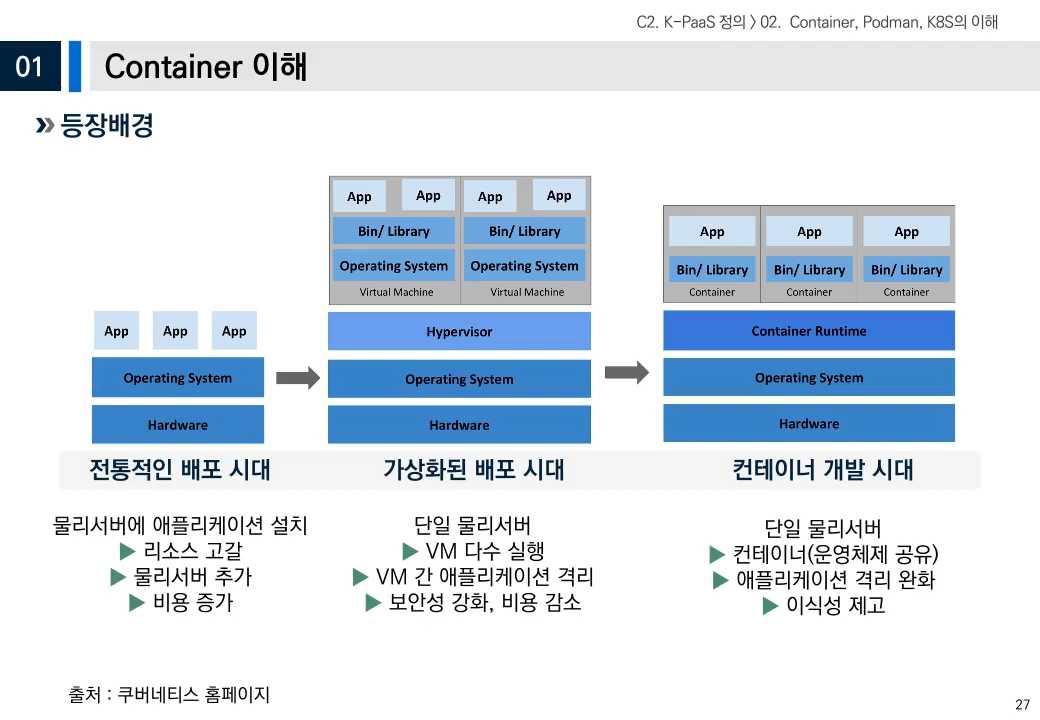 C2. K-PaaS 정의 > 02. Container, Podman, K8S의 이해
01
Container 이해
등장배경
App App App
Operating System
Hardware
App App App App
Bin/ Library Bin/ Library
Operating System Operating System
Virtual Machine Virtual Machine
Hypervisor
Operating System
Hardware
App App App
Bin/ Library Bin/ Library Bin/ Library
Container Container Container
Container Runtime
Operating System
Hardware
전통적인 배포 시대
물리서버에 애플리케이션 설치
▶ 리소스 고갈
▶ 물리서버 추가
▶ 비용 증가
가상화된 배포 시대
단일 물리서버
▶ VM 다수 실행
▶ VM 간 애플리케이션 격리
▶ 보안성 강화, 비용 감소
컨테이너 개발 시대
단일 물리서버
▶ 컨테이너(운영체제 공유)
▶ 애플리케이션 격리 완화
▶ 이식성 제고
출처 : 쿠버네티스 홈페이지
27